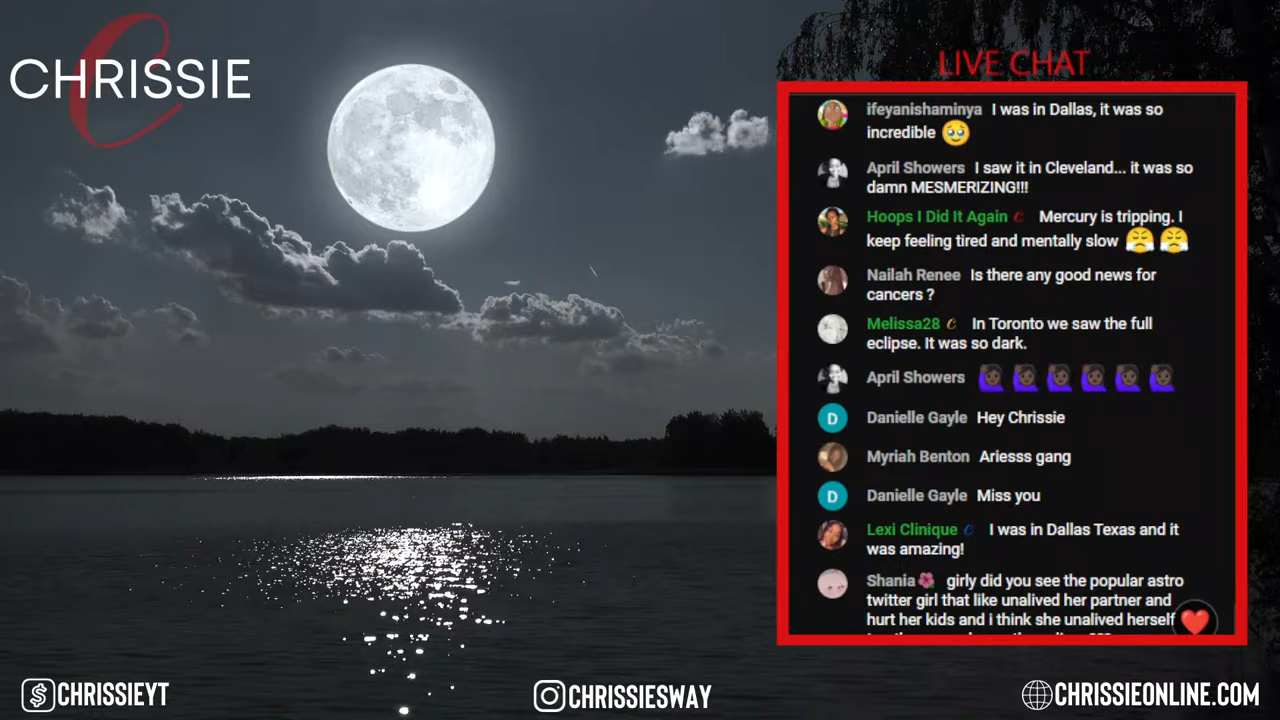 CHRISSIE
LIVE CHAT
ifeyanishaminya I was in Dallas, it was so
incredible 🥹
April Showers I saw it in Cleveland... it was so
damn MESMERIZING!!!
Hoops I Did It Again C Mercury is tripping. I
keep feeling tired and mentally slow 😤 😤
Nailah Renee Is there any good news for
cancers ?
Melissa28 C In Toronto we saw the full
eclipse. It was so dark.
April Showers 🙋🏿‍♀️ 🙋🏿‍♀️ 🙋🏿‍♀️ 🙋🏿‍♀️ 🙋🏿‍♀️ 🙋🏿‍♀️
D Danielle Gayle Hey Chrissie
Myriah Benton Ariesss gang
D Danielle Gayle Miss you
Lexi Clinique C I was in Dallas Texas and it
was amazing!
Shania🌺 girly did you see the popular astro
twitter girl that like unalived her partner and
hurt her kids and i think she unalived herself
$ CHRISSIEYT
CHRISSIESWAY
CHRISSIEONLINE.COM